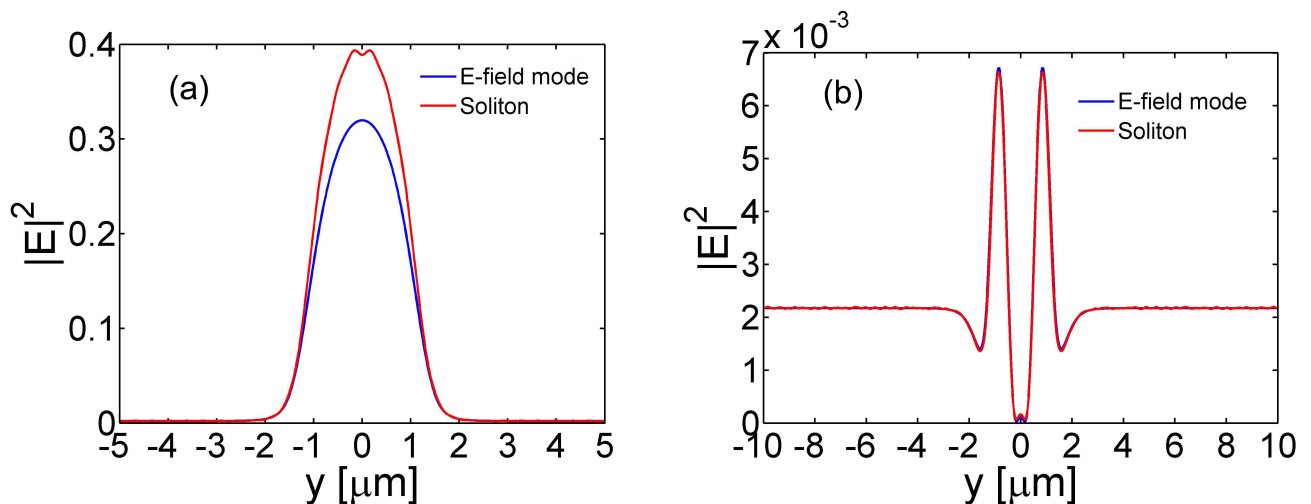 (a)
E-field mode
Soliton
|E|²
0.4
0.3
0.2
0.1
0
-5 -4 -3 -2 -1 0 1 2 3 4 5
y [μm]
7 x 10⁻³
(b)
E-field mode
Soliton
|E|²
6
5
4
3
2
1
0
-10 -8 -6 -4 -2 0 2 4 6 8 10
y [μm]